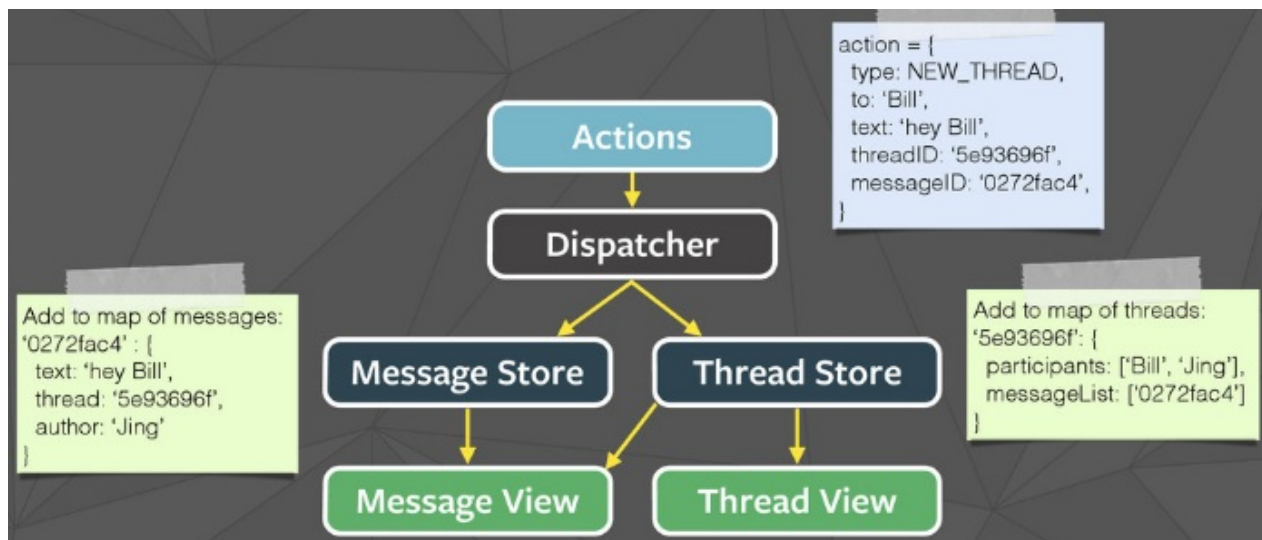 action = {
type: NEW_THREAD,
to: ‘Bill’,
text: ‘hey Bill’,
threadID: ‘5e93696f’,
messageID: ‘0272fac4’,
}
Actions
Dispatcher
Add to map of messages:
‘0272fac4’ : {
text: ‘hey Bill’,
thread: ‘5e93696f’,
author: ‘Jing’
}
Message Store
Thread Store
Add to map of threads:
‘5e93696f’: {
participants: [‘Bill’, ‘Jing’],
messageList: [‘0272fac4’]
}
Message View
Thread View